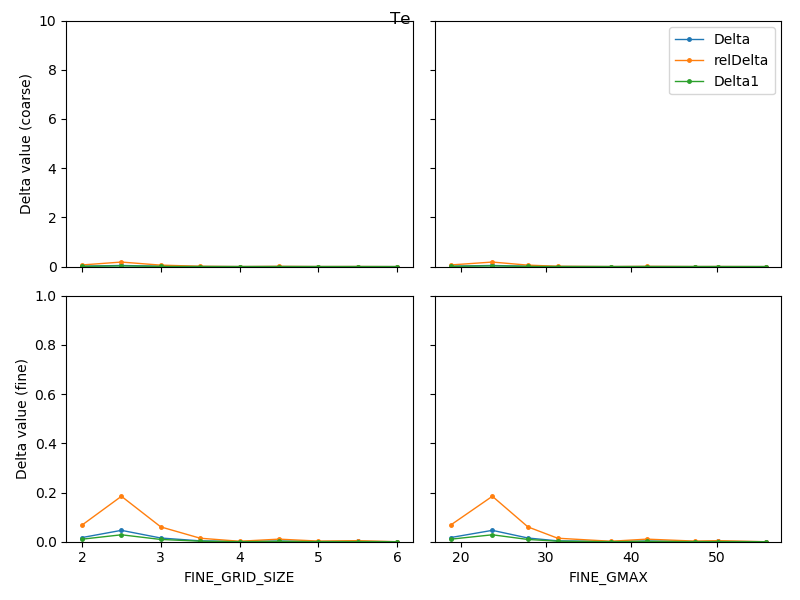 Te
10
8
6
4
2
0
Delta value (coarse)
Delta
relDelta
Delta1
1.0
0.8
0.6
0.4
0.2
0.0
Delta value (fine)
2 3 4 5 6
FINE_GRID_SIZE
20 30 40 50
FINE_GMAX